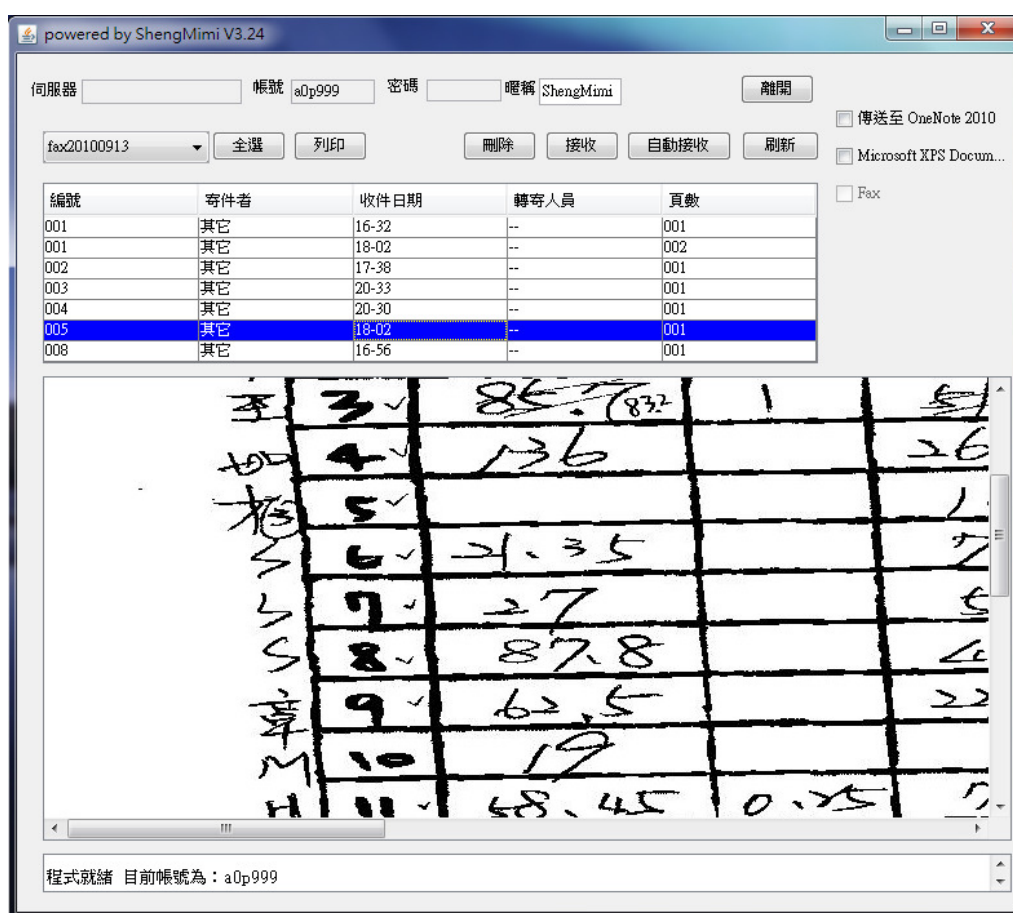 powered by ShengMimi V3.24
伺服器 帳號 a0p999 密碼 暱稱 ShengMimi 離開
傳送至 OneNote 2010
fax20100913 全選 列印 刪除 接收 自動接收 刷新
Microsoft XPS Docum...
Fax
編號 寄件者 收件日期 轉寄人員 頁數
001 其它 16-32 -- 001
001 其它 18-02 -- 002
002 其它 17-38 -- 001
003 其它 20-33 -- 001
004 其它 20-30 -- 001
005 其它 18-02 -- 001
008 其它 16-56 -- 001
3 ✓ 85.7 (83.2 1
4 ✓ 136 26
5 ✓
S 6 ✓ 21.35
7 ✓ 27
S 8 ✓ 87.8
9 ✓ 62.5 22
M 10 19
H 11 ✓ 58.45 0.25
程式就緒 目前帳號為：a0p999